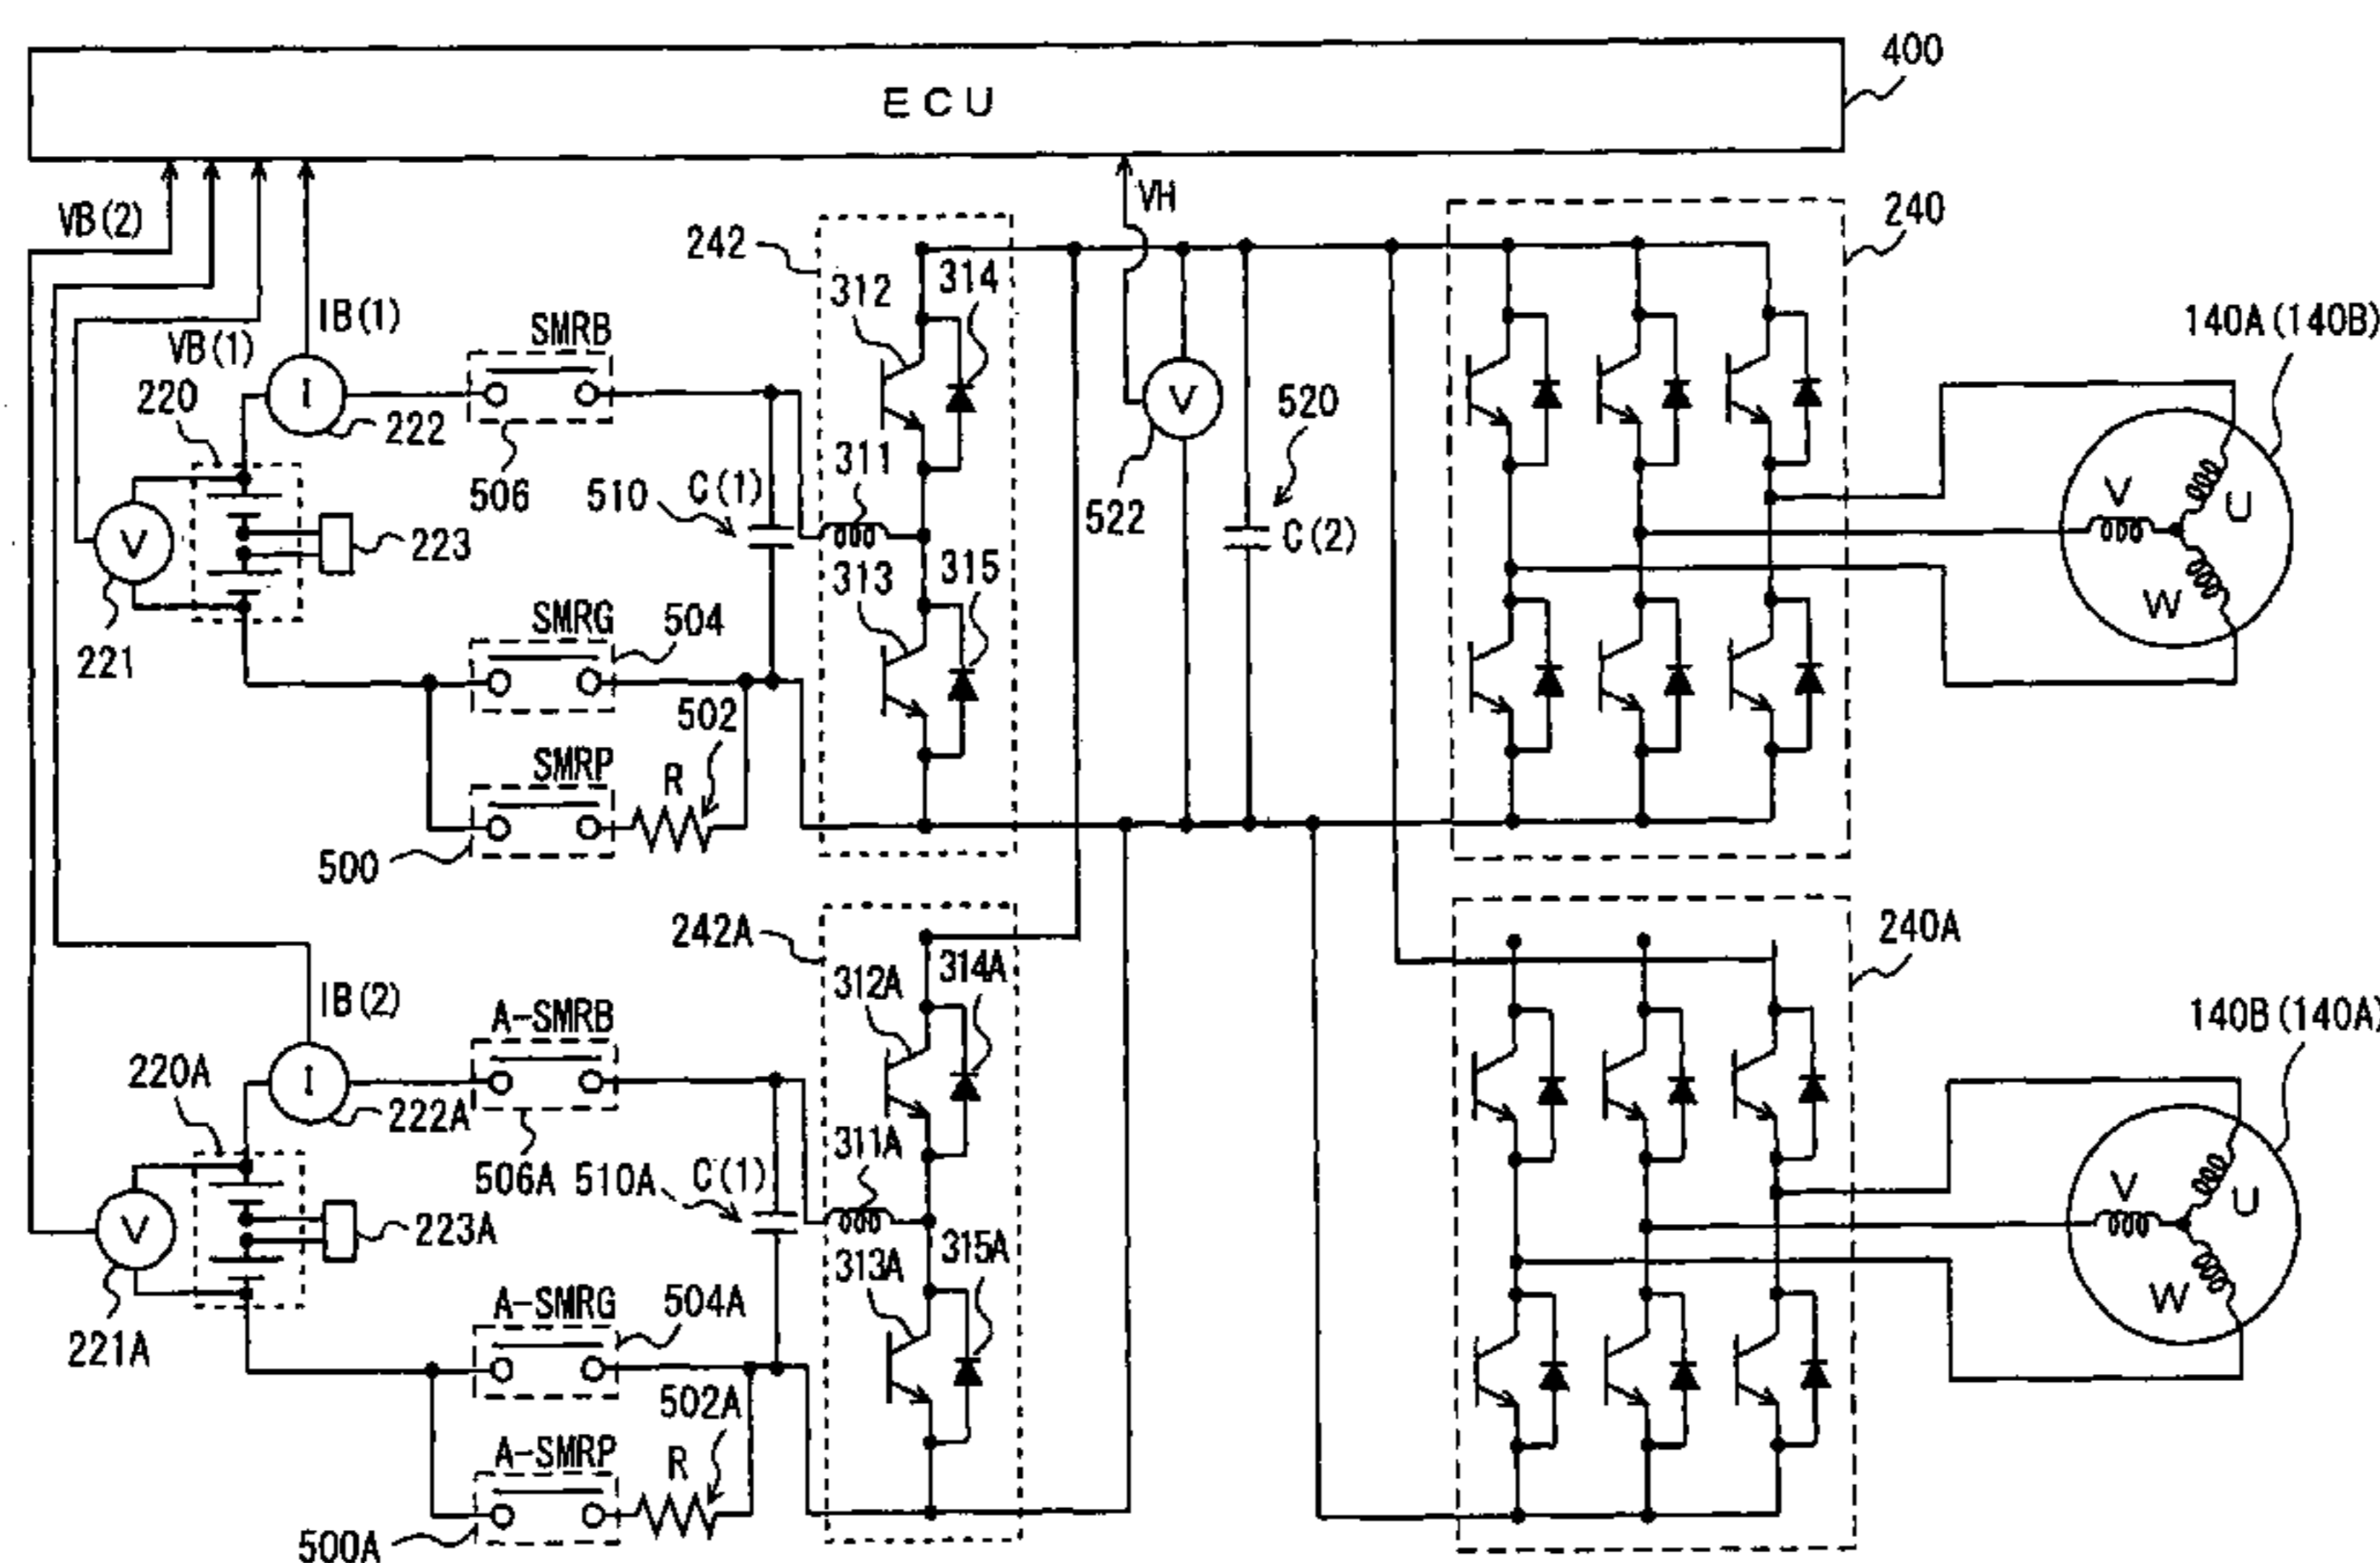 400
ECU
VB(2)
VH
242
240
312
314
VB(1)
IB(1)
SMRB
140A(140B)
220
I
222
V
520
311
506
510
C(1)
522
C(2)
V
U
W
V
223
313
315
221
SMRG
504
502
SMRP
R
500
242A
240A
312A
314A
IB(2)
A-SMRB
140B(140A)
220A
I
222A
311A
506A
510A
C(1)
V
U
W
V
223A
313A
315A
221A
A-SMRG
504A
502A
A-SMRP
R
500A